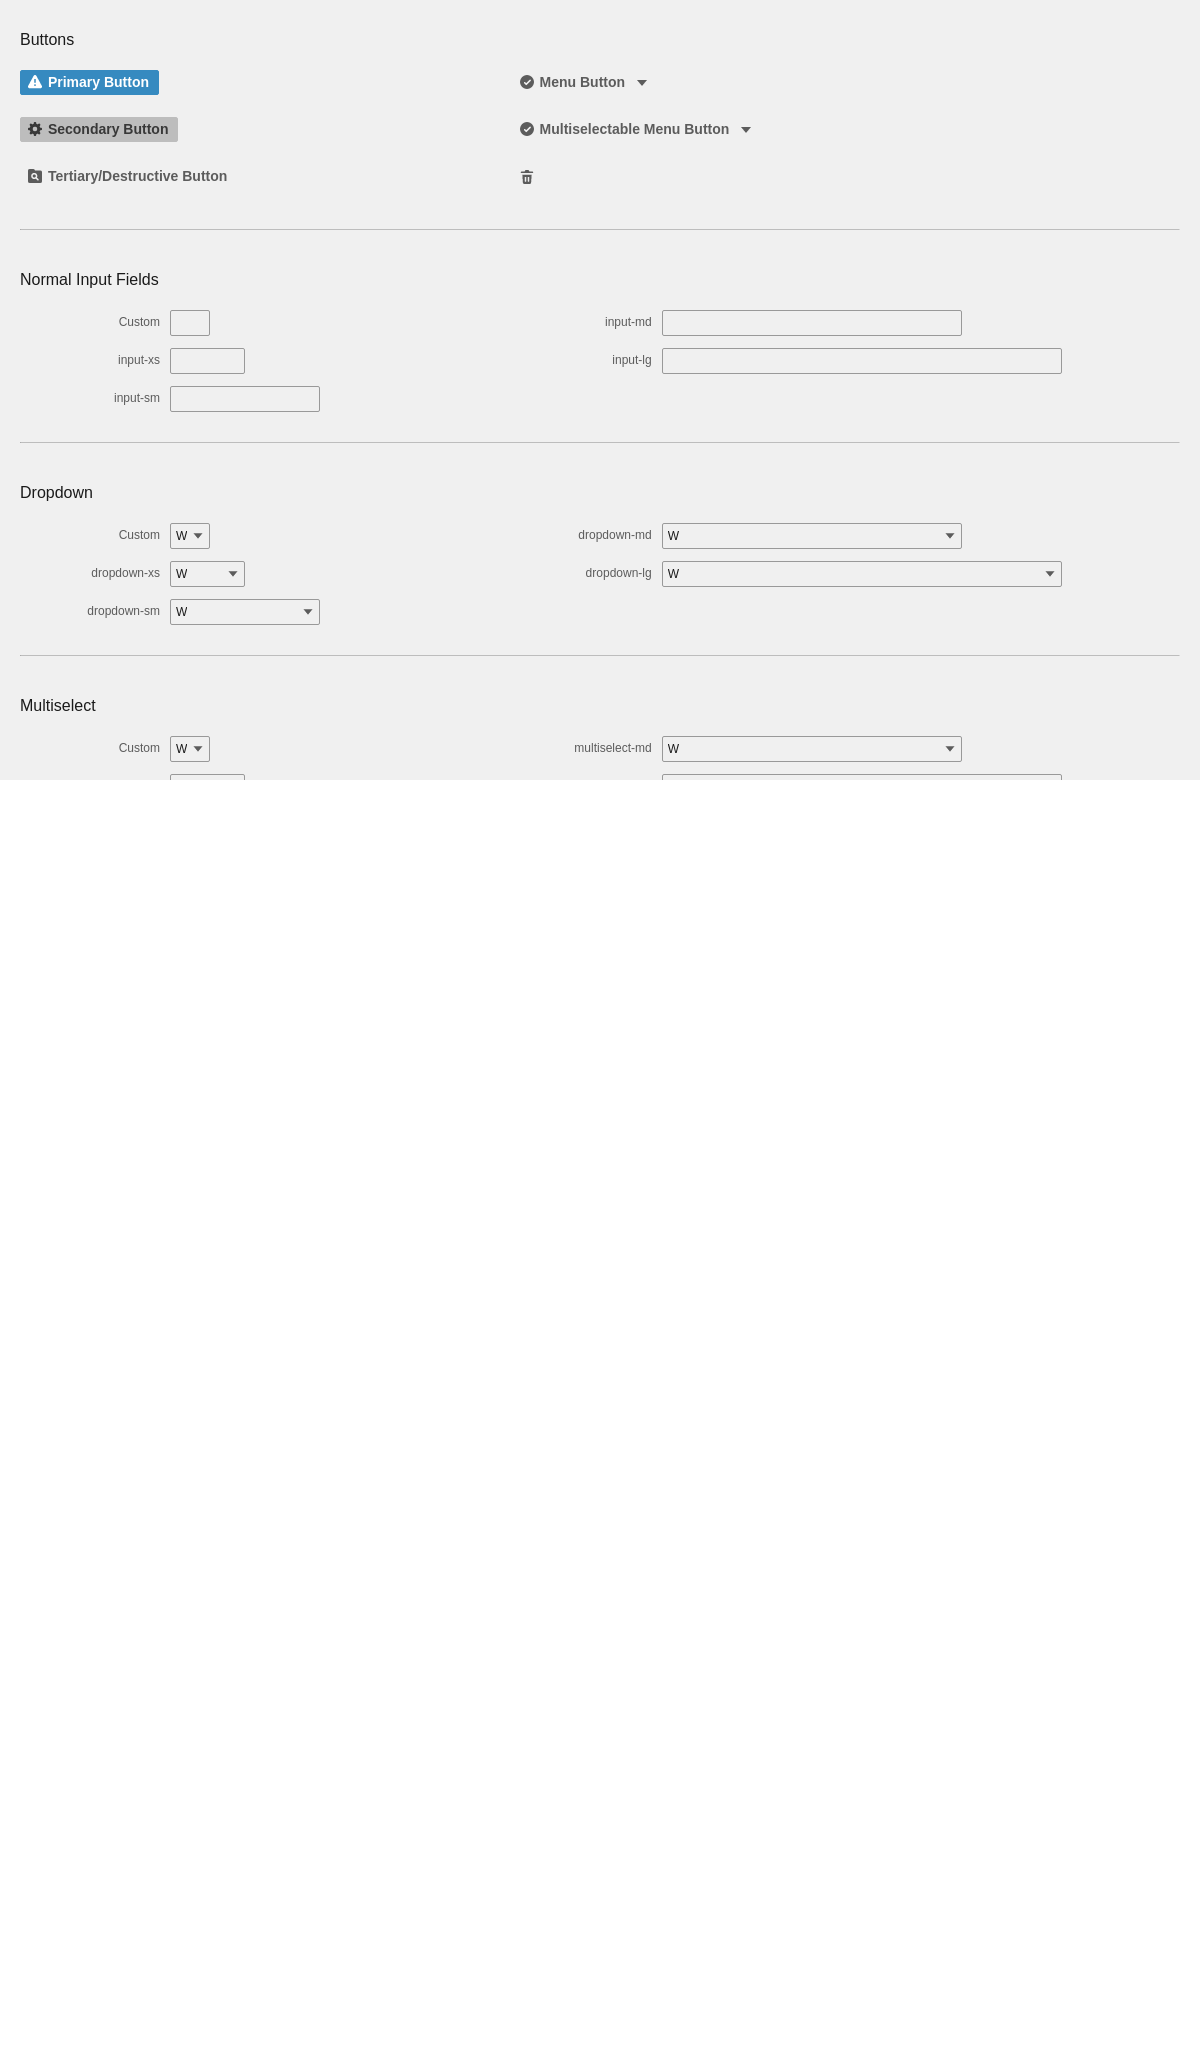 Buttons
Primary Button
Menu Button
Secondary Button
Multiselectable Menu Button
Tertiary/Destructive Button
Normal Input Fields
Custom
input-md
input-xs
input-lg
input-sm
Dropdown
Custom W
dropdown-md W
dropdown-xs W
dropdown-lg W
dropdown-sm W
Multiselect
Custom W
multiselect-md W